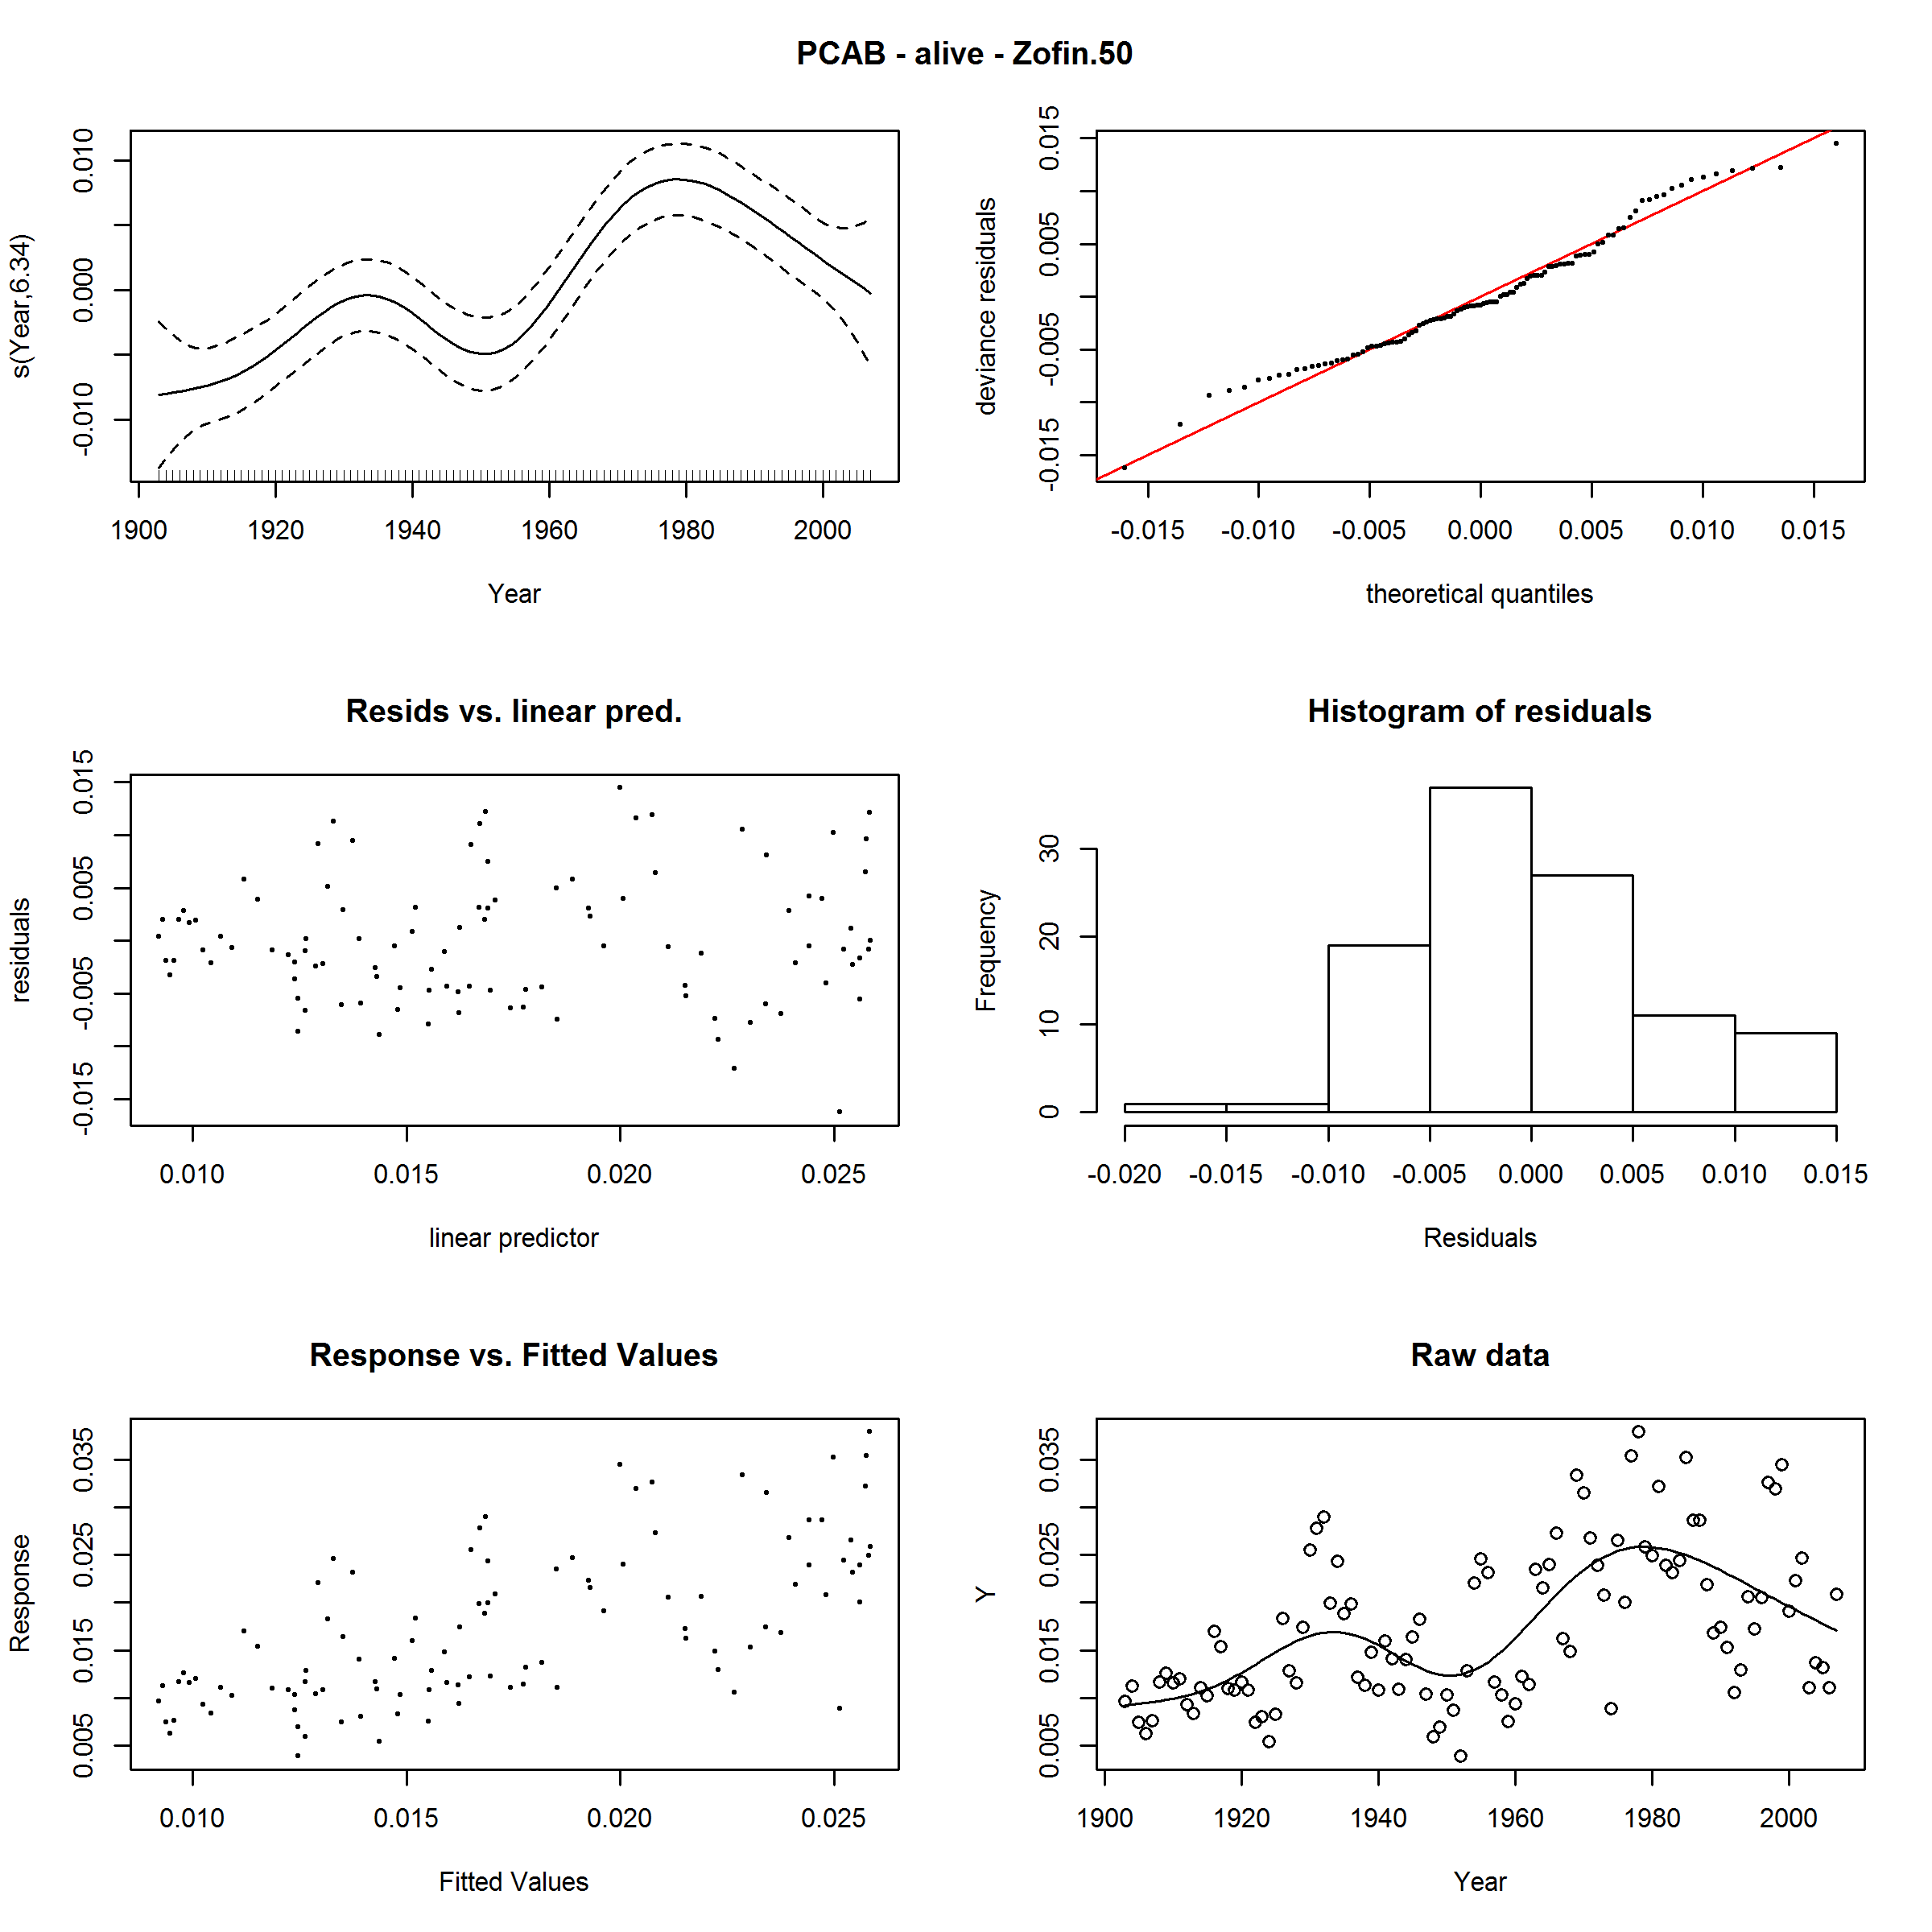 PCAB - alive - Zofin.50
s(Year,6.34)
-0.010 0.000 0.010
1900 1920 1940 1960 1980 2000
Year
deviance residuals
-0.015 -0.005 0.005 0.015
-0.015 -0.010 -0.005 0.000 0.005 0.010 0.015
theoretical quantiles
Resids vs. linear pred.
residuals
-0.015 -0.005 0.005 0.015
0.010 0.015 0.020 0.025
linear predictor
Histogram of residuals
Frequency
0 10 20 30
-0.020 -0.015 -0.010 -0.005 0.000 0.005 0.010 0.015
Residuals
Response vs. Fitted Values
Response
0.005 0.015 0.025 0.035
0.010 0.015 0.020 0.025
Fitted Values
Raw data
Y
0.005 0.015 0.025 0.035
1900 1920 1940 1960 1980 2000
Year